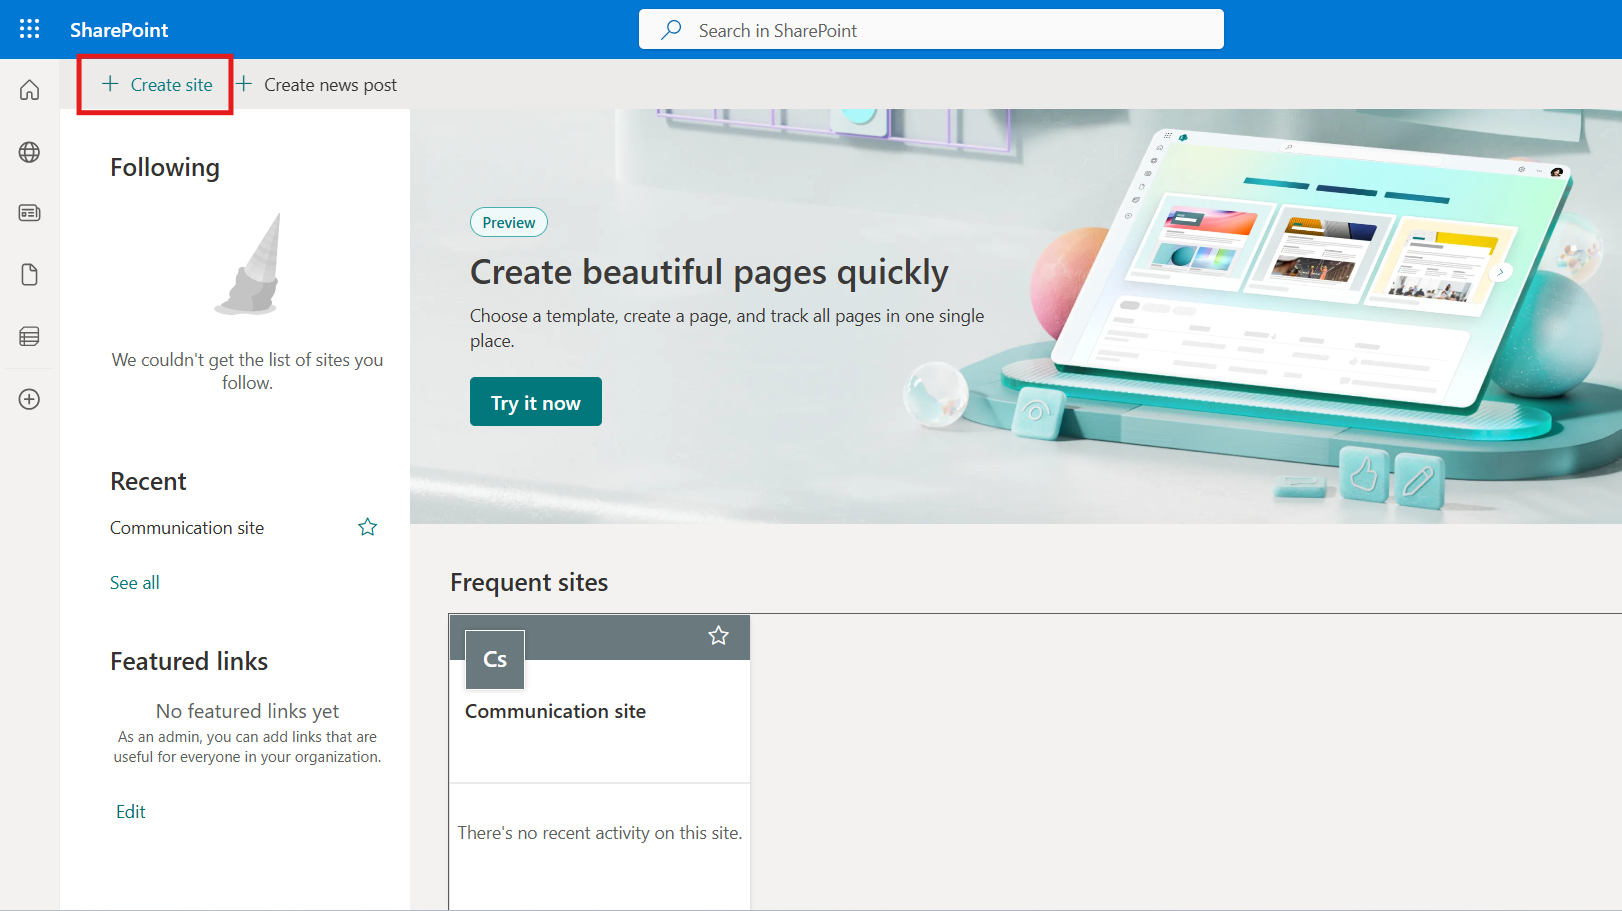 SharePoint
Search in SharePoint
Create site
Create news post
Following
We couldn't get the list of sites you
follow.
Recent
Communication site
See all
Featured links
No featured links yet
As an admin, you can add links that are
useful for everyone in your organization.
Edit
Preview
Create beautiful pages quickly
Choose a template, create a page, and track all pages in one single
place.
Try it now
Frequent sites
Cs
Communication site
There's no recent activity on this site.